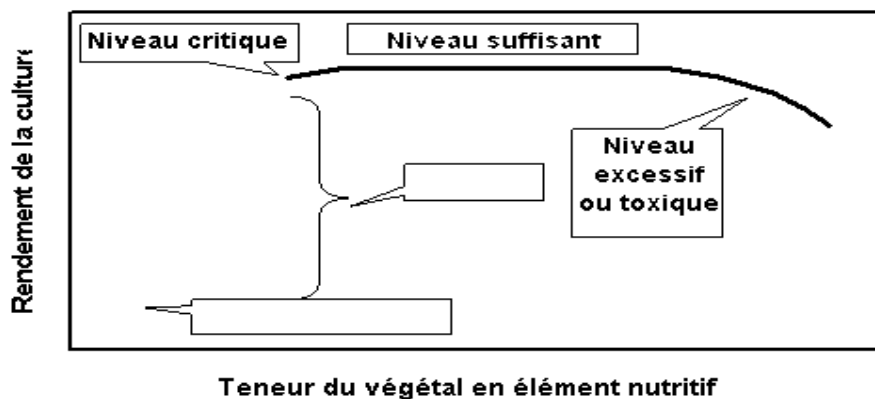 Niveau critique
Niveau suffisant
Rendement de la culture
Niveau
excessif
ou toxique
Teneur du végétal en élément nutritif